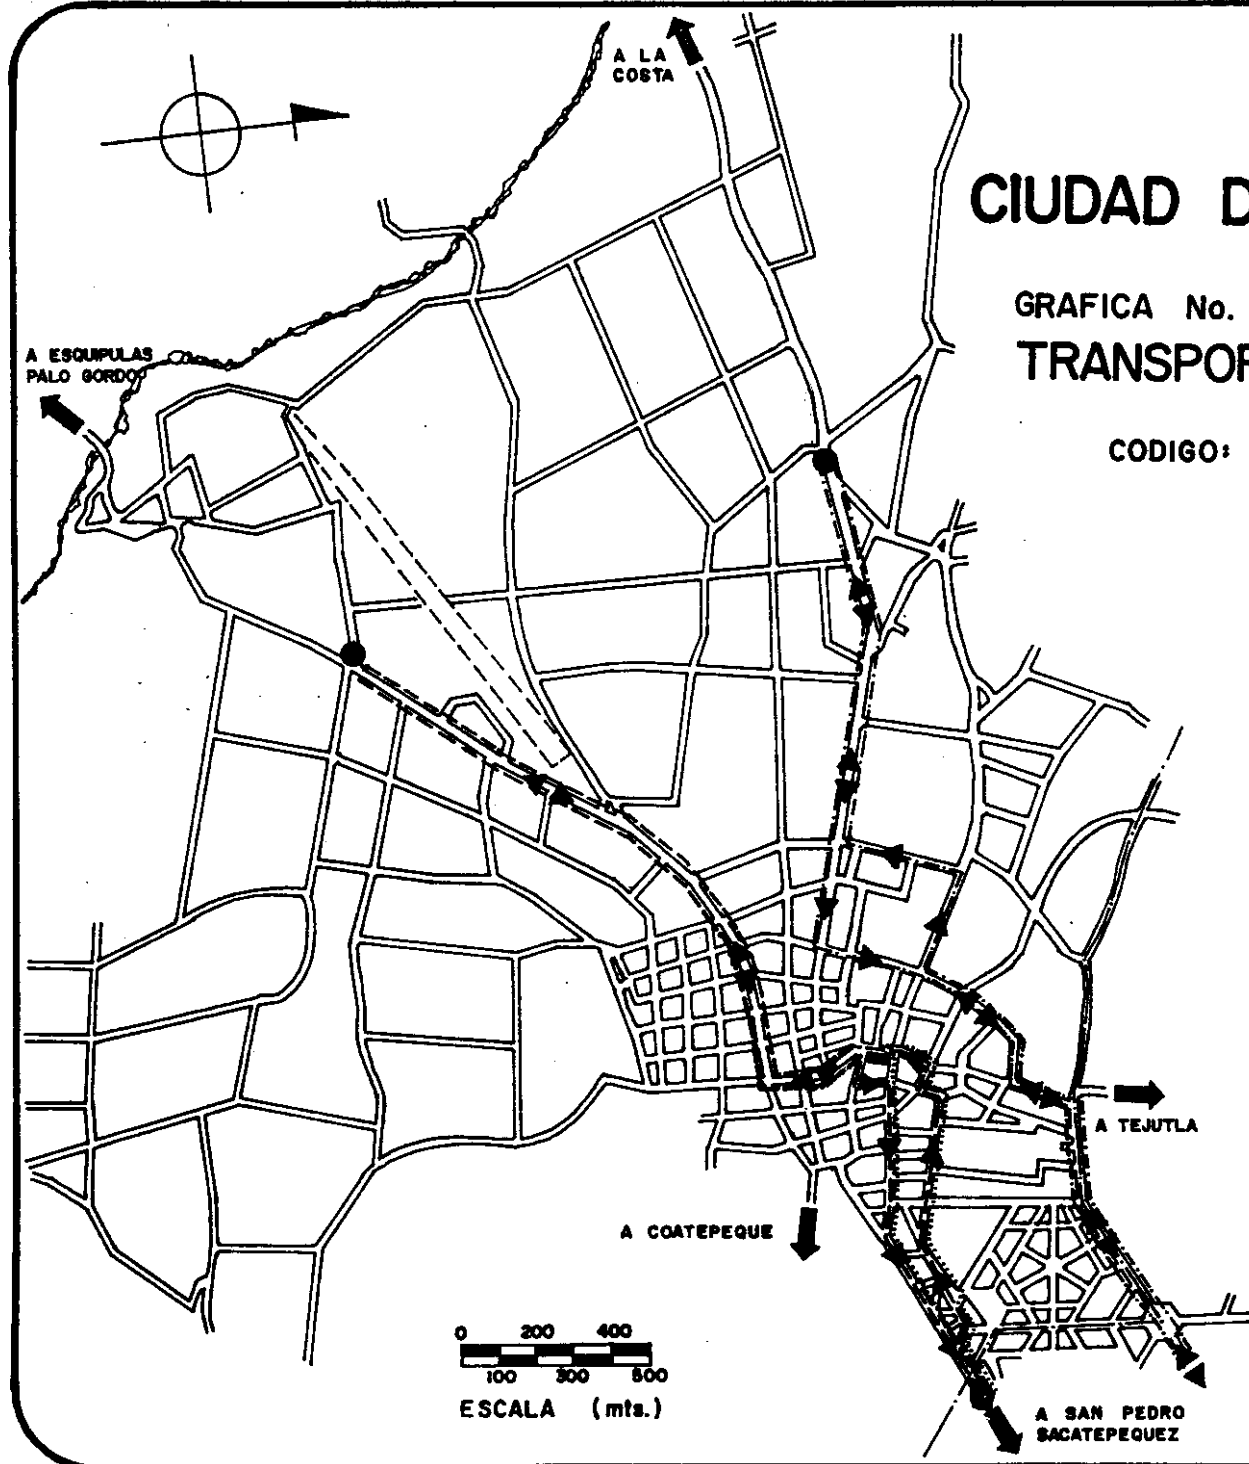 A LA
COSTA
CIUDAD D
GRAFICA No.
TRANSPOR
CODIGO:
A ESQUIPULAS
PALO GORDO
A TEJUTLA
A COATEPEQUE
0 200 400
100 300 500
ESCALA (mts.)
A SAN PEDRO
SACATEPEQUEZ